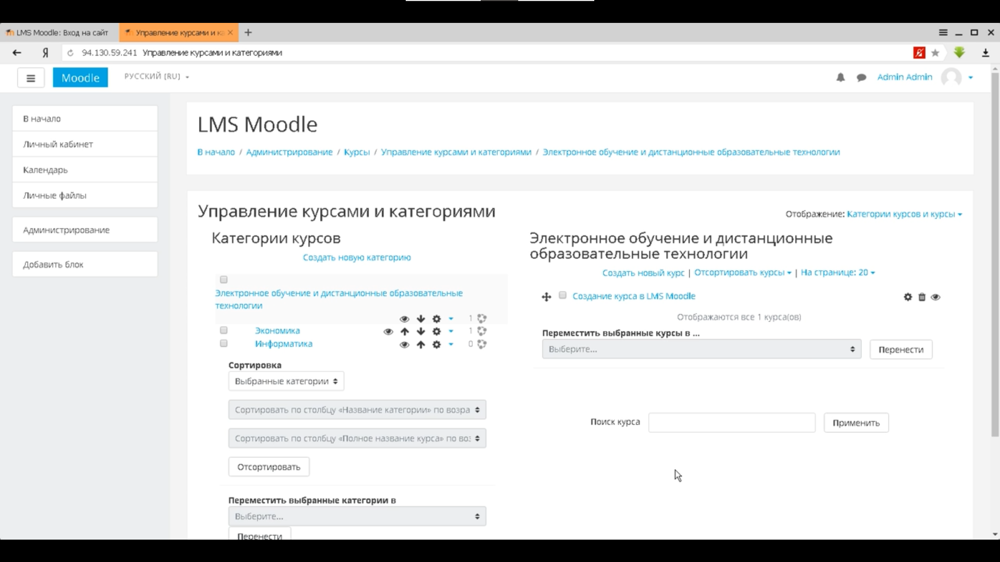 LMS Moodle: Вход на сайт
Управление курсами и ка
94.130.59.241 Управление курсами и категориями
Moodle
РУССКИЙ (RU)
Admin Admin
В начало
Личный кабинет
Календарь
Личные файлы
Администрирование
Добавить блок
LMS Moodle
В начало / Администрирование / Курсы / Управление курсами и категориями / Электронное обучение и дистанционные образовательные технологии
Управление курсами и категориями
Отображение: Категории курсов и курсы
Категории курсов
Создать новую категорию
Электронное обучение и дистанционные образовательные
технологии
1
Экономика 1
Информатика 0
Сортировка
Выбранные категории
Сортировать по столбцу «Название категории» по возра
Сортировать по столбцу «Полное название курса» по воз
Отсортировать
Переместить выбранные категории в
Выберите...
Перенести
Электронное обучение и дистанционные
образовательные технологии
Создать новый курс | Отсортировать курсы | На странице: 20
Создание курса в LMS Moodle
Отображаются все 1 курса(ов)
Переместить выбранные курсы в ...
Выберите...
Перенести
Поиск курса
Применить